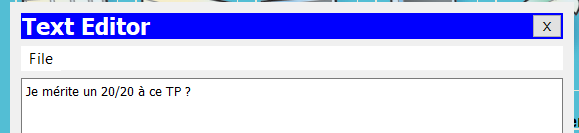 Text Editor X
File
Je mérite un 20/20 à ce TP ?